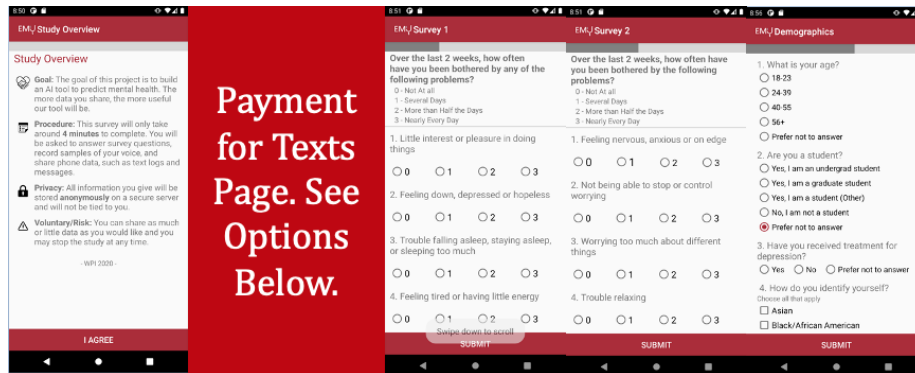 8:50
EMU Study Overview
Study Overview
Goal: The goal of this project is to build
an AI tool to predict mental health. The
more data you share, the more useful
our tool will be.
Procedure: This survey will only take
around 4 minutes to complete. You will
be asked to answer survey questions,
record samples of your voice, and
share phone data, such as text logs and
messages.
Privacy: All information you give will be
stored anonymously on a secure server
and will not be tied to you.
Voluntary/Risk: You can share as much
or little data as you would like and you
may stop the study at any time.
- WPI 2020 -
I AGREE
Payment
for Texts
Page. See
Options
Below.
8:51
EMU Survey 1
Over the last 2 weeks, how often
have you been bothered by any of the
following problems?
0 - Not At all
1 - Several Days
2 - More than Half the Days
3 - Nearly Every Day
1. Little interest or pleasure in doing
things
0 1 2 3
2. Feeling down, depressed or hopeless
0 1 2 3
3. Trouble falling asleep, staying asleep,
or sleeping too much
0 1 2 3
4. Feeling tired or having little energy
0 1 2 3
Swipe down to scroll
SUBMIT
8:51
EMU Survey 2
Over the last 2 weeks, how often have
you been bothered by the following
problems?
0 - Not At all
1 - Several Days
2 - More than Half the Days
3 - Nearly Every Day
1. Feeling nervous, anxious or on edge
0 1 2 3
2. Not being able to stop or control
worrying
0 1 2 3
3. Worrying too much about different
things
0 1 2 3
4. Trouble relaxing
0 1 2 3
SUBMIT
8:56
EMU Demographics
1. What is your age?
18-23
24-39
40-55
56+
Prefer not to answer
2. Are you a student?
Yes, I am an undergrad student
Yes, I am a graduate student
Yes, I am a student (Other)
No, I am not a student
Prefer not to answer
3. Have you received treatment for
depression?
Yes No Prefer not to answer
4. How do you identify yourself?
Choose all that apply
Asian
Black/African American
SUBMIT